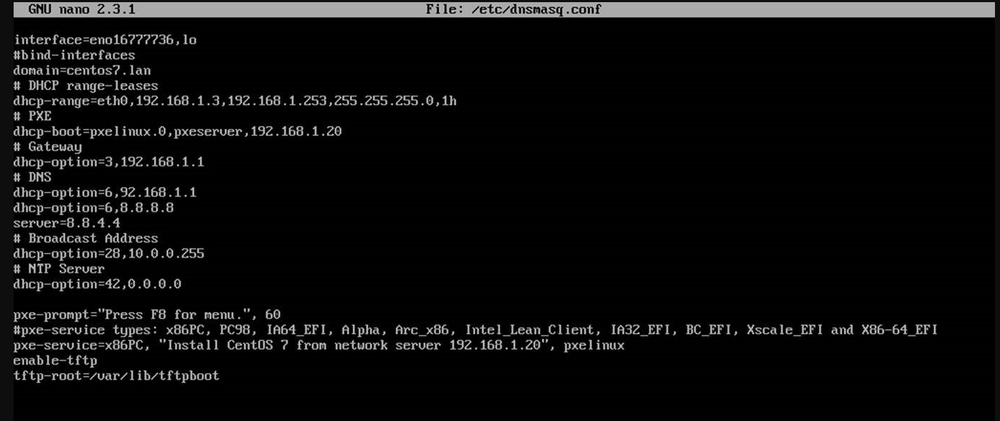 GNU nano 2.3.1 File: /etc/dnsmasq.conf
interface=eno16777736,lo
#bind-interfaces
domain=centos7.lan
# DHCP range-leases
dhcp-range=eth0,192.168.1.3,192.168.1.253,255.255.255.0,1h
# PXE
dhcp-boot=pxelinux.0,pxeserver,192.168.1.20
# Gateway
dhcp-option=3,192.168.1.1
# DNS
dhcp-option=6,92.168.1.1
dhcp-option=6,8.8.8.8
server=8.8.4.4
# Broadcast Address
dhcp-option=28,10.0.0.255
# NTP Server
dhcp-option=42,0.0.0.0
pxe-prompt="Press F8 for menu.", 60
#pxe-service types: x86PC, PC98, IA64_EFI, Alpha, Arc_x86, Intel_Lean_Client, IA32_EFI, BC_EFI, Xscale_EFI and X86-64_EFI
pxe-service=x86PC, "Install CentOS 7 from network server 192.168.1.20", pxelinux
enable-tftp
tftp-root=/var/lib/tftpboot